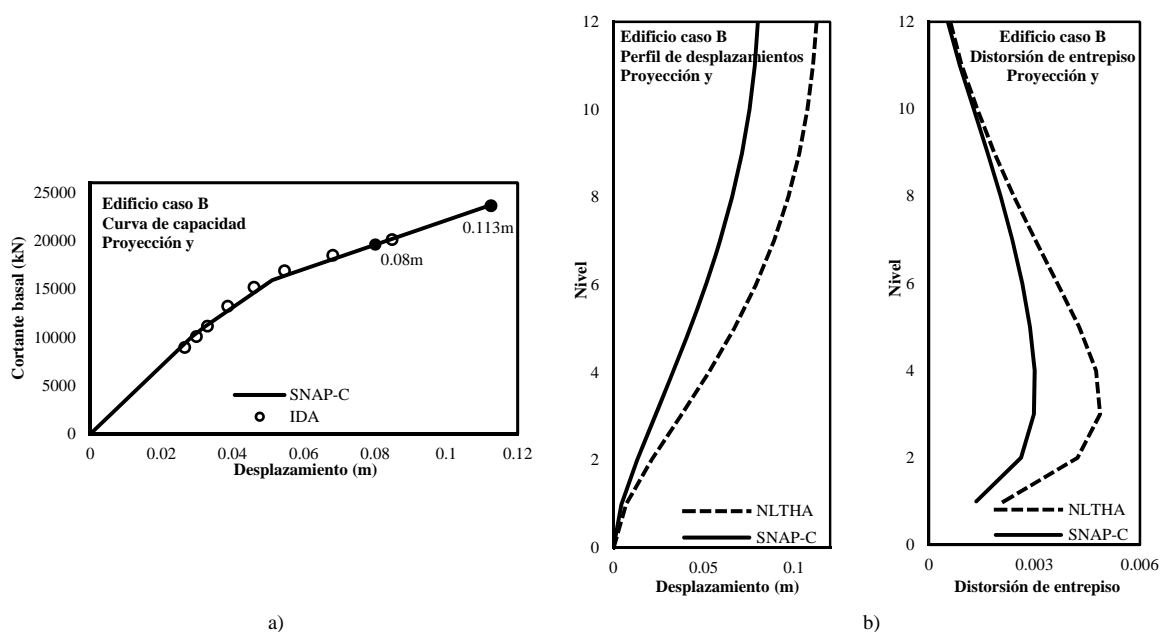 Edificio caso B
Curva de capacidad
Proyección y
Cortante basal (kN)
25000
20000
15000
10000
5000
0
0.113m
0.08m
SNAP-C
IDA
0
0.02
0.04
0.06
0.08
0.1
0.12
Desplazamiento (m)
a)
Edificio caso B
Perfil de desplazamientos
Proyección y
Nivel
12
10
8
6
4
2
0
NLTHA
SNAP-C
0
0.05
0.1
Desplazamiento (m)
Edificio caso B
Distorsión de entrepiso
Proyección y
Nivel
12
10
8
6
4
2
0
NLTHA
SNAP-C
0
0.003
0.006
Distorsión de entrepiso
b)